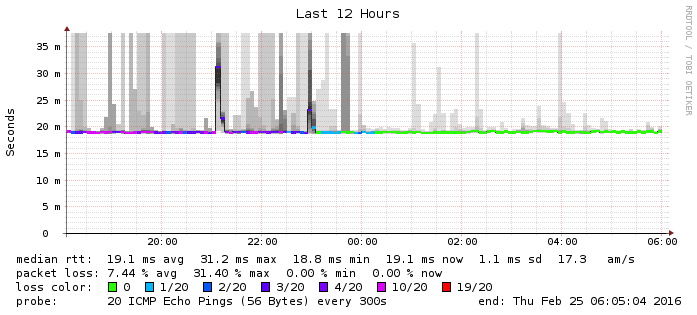 Last 12 Hours
RRDTOOL / TOBI OETIKER
Seconds
35 m
30 m
25 m
20 m
15 m
10 m
5 m
0
20:00 22:00 00:00 02:00 04:00 06:00
median rtt: 19.1 ms avg 31.2 ms max 18.8 ms min 19.1 ms now 1.1 ms sd 17.3 am/s
packet loss: 7.44 % avg 31.40 % max 0.00 % min 0.00 % now
loss color: 0 1/20 2/20 3/20 4/20 10/20 19/20
probe: 20 ICMP Echo Pings (56 Bytes) every 300s end: Thu Feb 25 06:05:04 2016